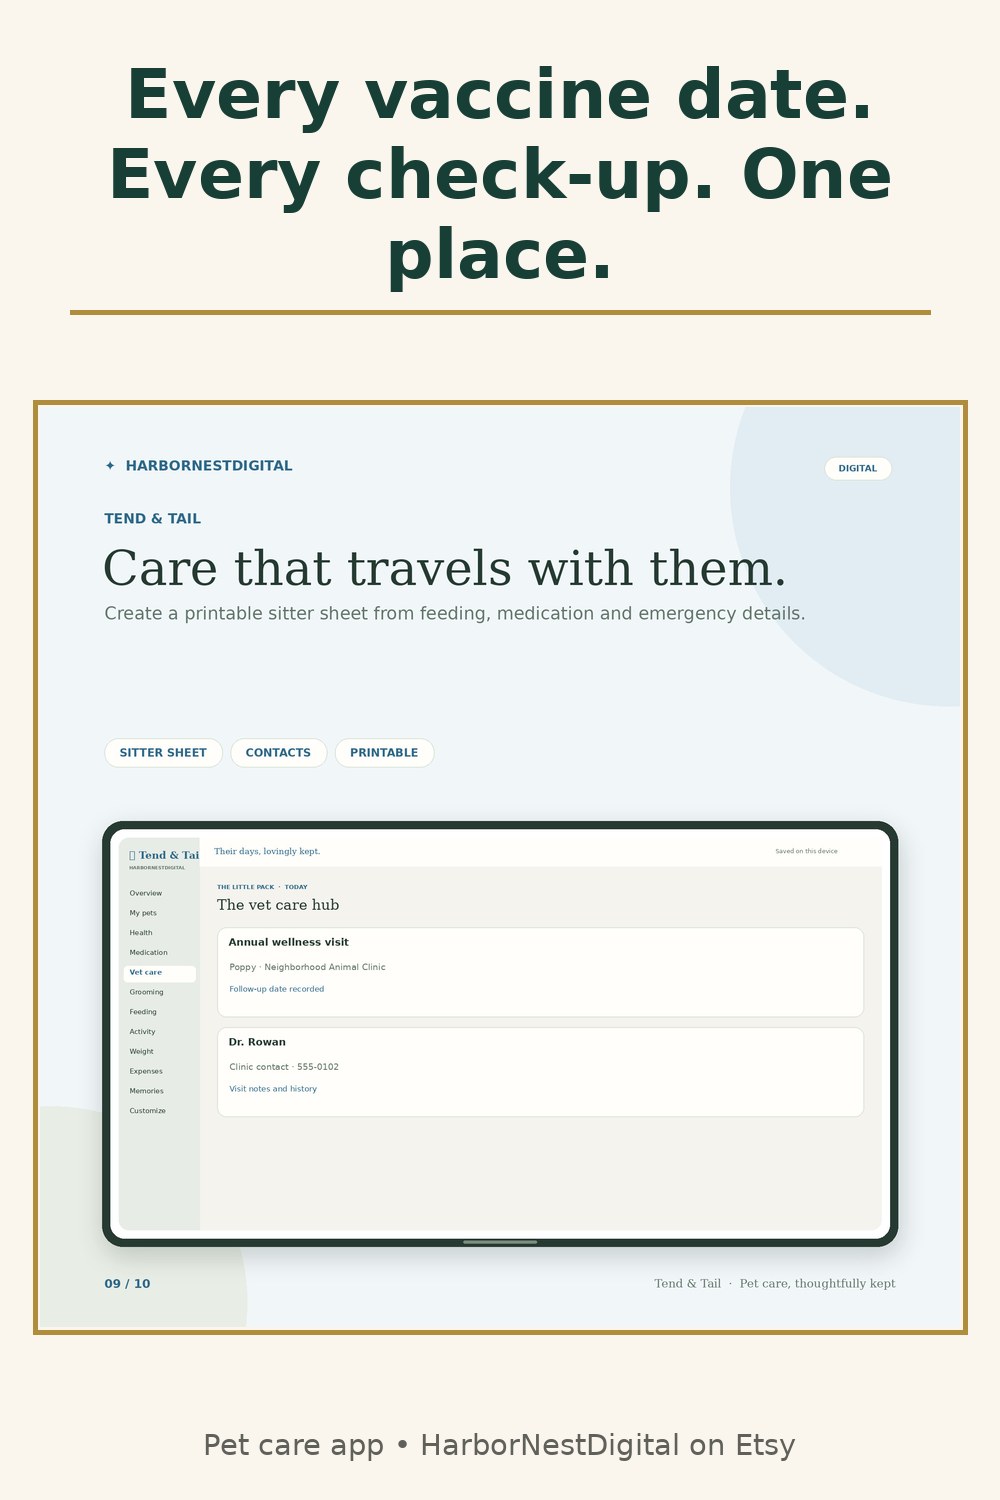 Every vaccine date.
Every check-up. One
place.
✦ HARBORNESTDIGITAL
DIGITAL
TEND & TAIL
Care that travels with them.
Create a printable sitter sheet from feeding, medication and emergency details.
SITTER SHEET CONTACTS PRINTABLE
Tend & Tai
HARBORNESTDIGITAL
Overview
My pets
Health
Medication
Vet care
Grooming
Feeding
Activity
Weight
Expenses
Memories
Customize
Their days, lovingly kept.
Saved on this device
THE LITTLE PACK · TODAY
The vet care hub
Annual wellness visit
Poppy · Neighborhood Animal Clinic
Follow-up date recorded
Dr. Rowan
Clinic contact · 555-0102
Visit notes and history
09 / 10
Tend & Tail · Pet care, thoughtfully kept
Pet care app • HarborNestDigital on Etsy